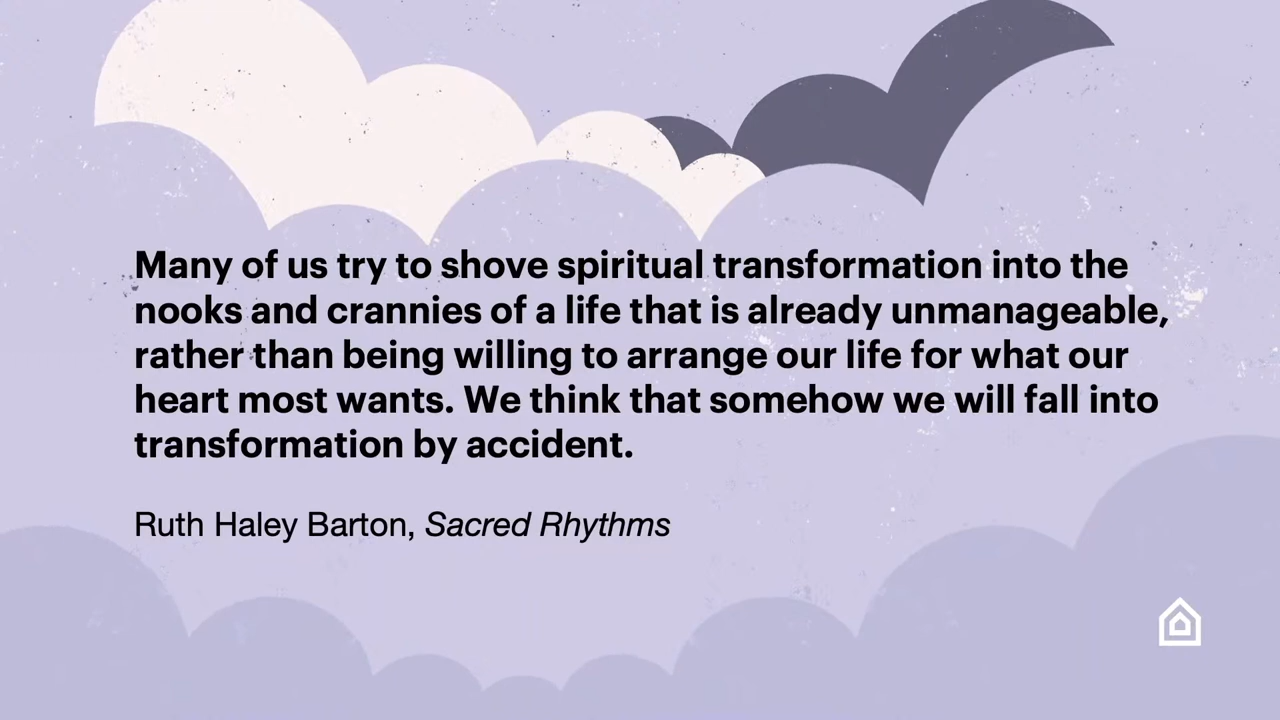 Many of us try to shove spiritual transformation into the
nooks and crannies of a life that is already unmanageable,
rather than being willing to arrange our life for what our
heart most wants. We think that somehow we will fall into
transformation by accident.
Ruth Haley Barton, Sacred Rhythms